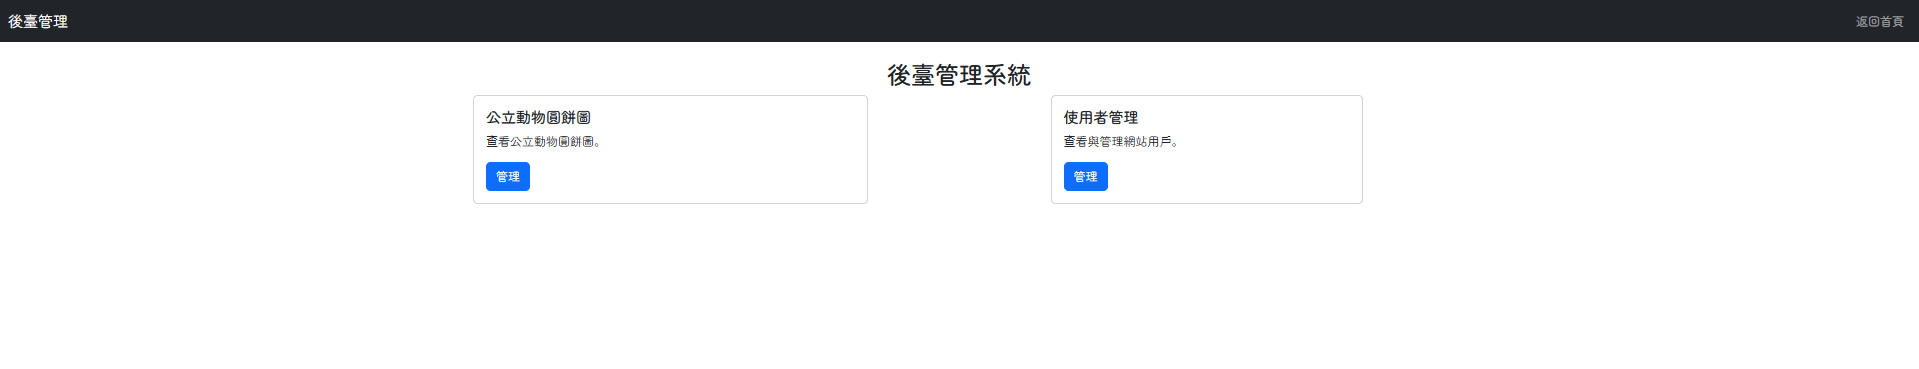 後臺管理
返回首頁
後臺管理系統
公立動物圓餅圖
查看公立動物圓餅圖。
管理
使用者管理
查看與管理網站用戶。
管理